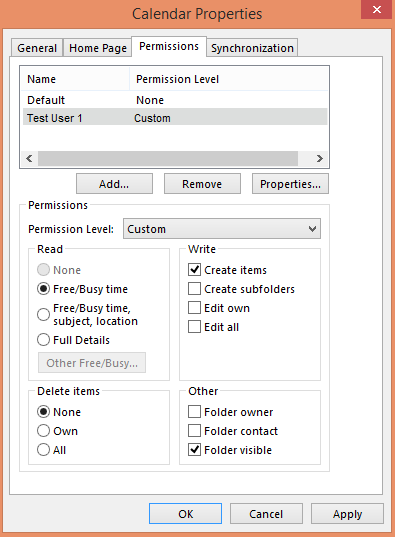 Calendar Properties
General Home Page Permissions Synchronization
Name Permission Level
Default None
Test User 1 Custom
Add... Remove Properties...
Permissions
Permission Level: Custom
Read
None
Free/Busy time
Free/Busy time,
subject, location
Full Details
Other Free/Busy...
Write
Create items
Create subfolders
Edit own
Edit all
Delete items
None
Own
All
Other
Folder owner
Folder contact
Folder visible
OK Cancel Apply